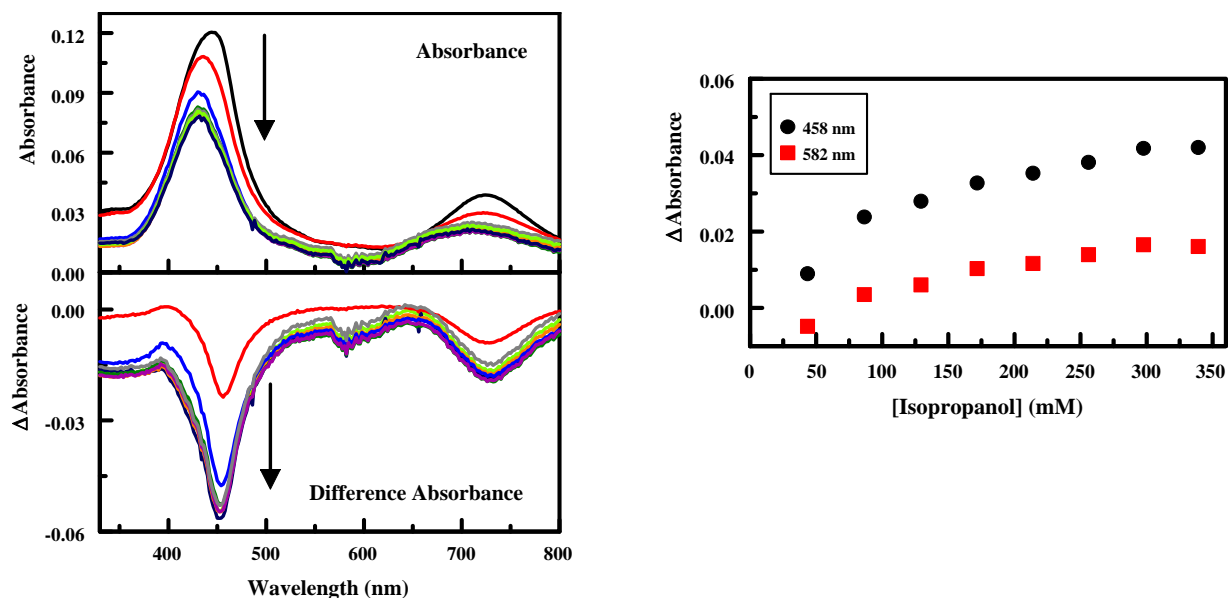 0.12
0.09
0.06
0.03
0.00
Absorbance
Absorbance
0.00
-0.03
-0.06
ΔAbsorbance
Difference Absorbance
400 500 600 700 800
Wavelength (nm)
0.06
0.04
0.02
0.00
ΔAbsorbance
458 nm
582 nm
0 50 100 150 200 250 300 350
[Isopropanol] (mM)